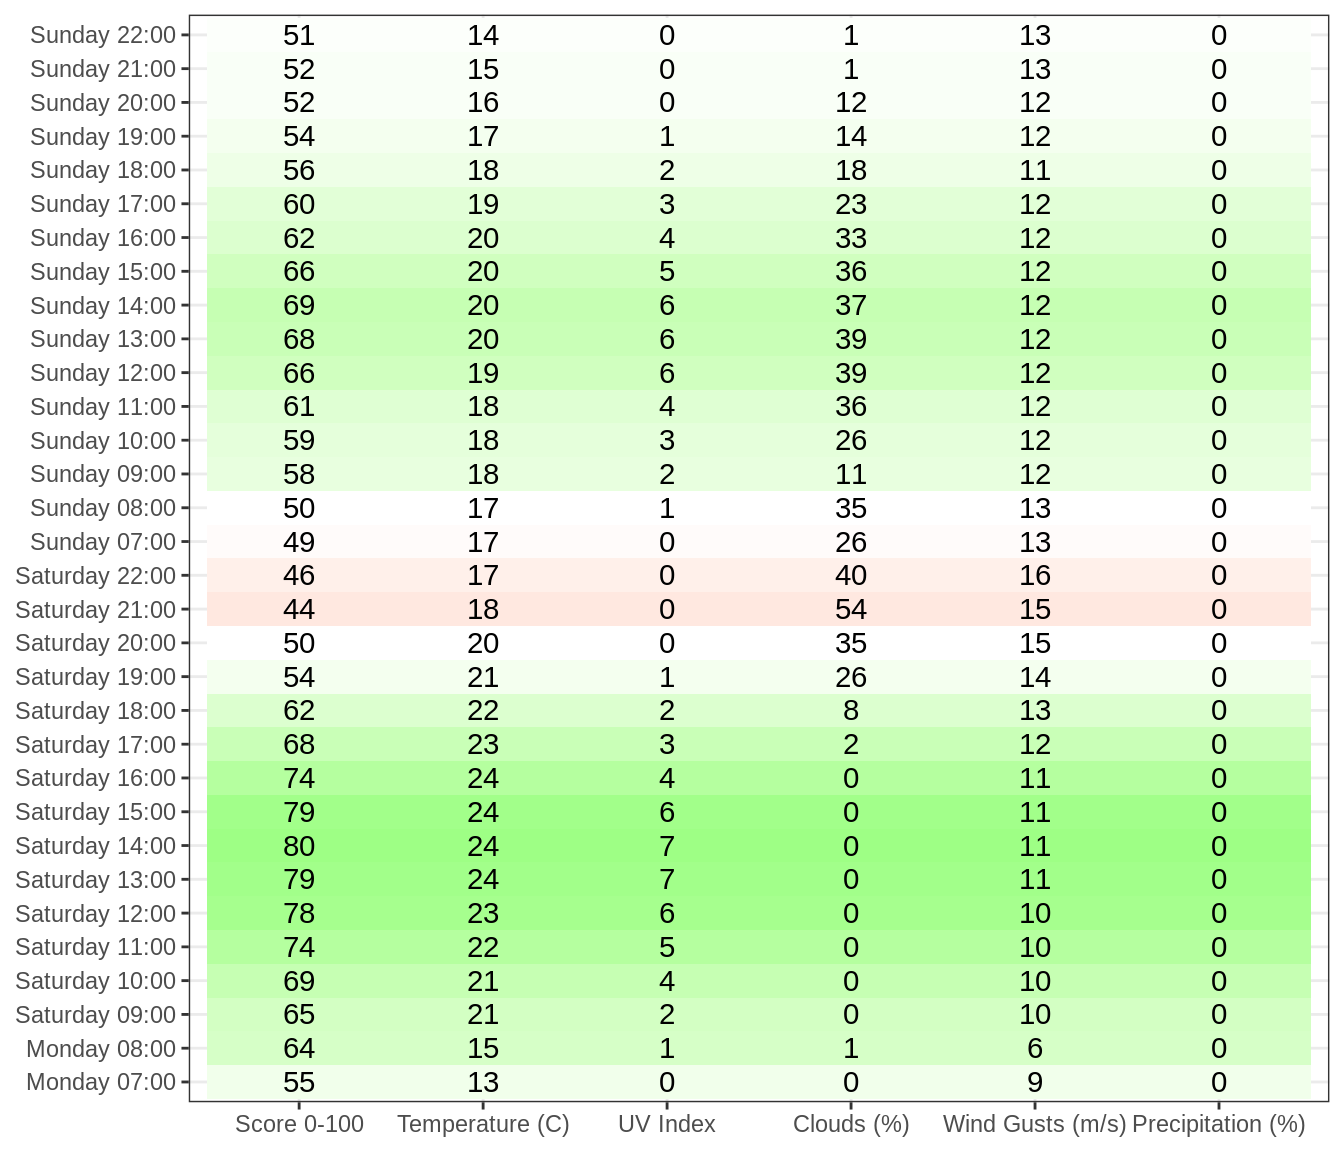 Sunday 22:00 51 14 0 1 13 0
Sunday 21:00 52 15 0 1 13 0
Sunday 20:00 52 16 0 12 12 0
Sunday 19:00 54 17 1 14 12 0
Sunday 18:00 56 18 2 18 11 0
Sunday 17:00 60 19 3 23 12 0
Sunday 16:00 62 20 4 33 12 0
Sunday 15:00 66 20 5 36 12 0
Sunday 14:00 69 20 6 37 12 0
Sunday 13:00 68 20 6 39 12 0
Sunday 12:00 66 19 6 39 12 0
Sunday 11:00 61 18 4 36 12 0
Sunday 10:00 59 18 3 26 12 0
Sunday 09:00 58 18 2 11 12 0
Sunday 08:00 50 17 1 35 13 0
Sunday 07:00 49 17 0 26 13 0
Saturday 22:00 46 17 0 40 16 0
Saturday 21:00 44 18 0 54 15 0
Saturday 20:00 50 20 0 35 15 0
Saturday 19:00 54 21 1 26 14 0
Saturday 18:00 62 22 2 8 13 0
Saturday 17:00 68 23 3 2 12 0
Saturday 16:00 74 24 4 0 11 0
Saturday 15:00 79 24 6 0 11 0
Saturday 14:00 80 24 7 0 11 0
Saturday 13:00 79 24 7 0 11 0
Saturday 12:00 78 23 6 0 10 0
Saturday 11:00 74 22 5 0 10 0
Saturday 10:00 69 21 4 0 10 0
Saturday 09:00 65 21 2 0 10 0
Monday 08:00 64 15 1 1 6 0
Monday 07:00 55 13 0 0 9 0
Score 0-100 Temperature (C) UV Index Clouds (%) Wind Gusts (m/s) Precipitation (%)